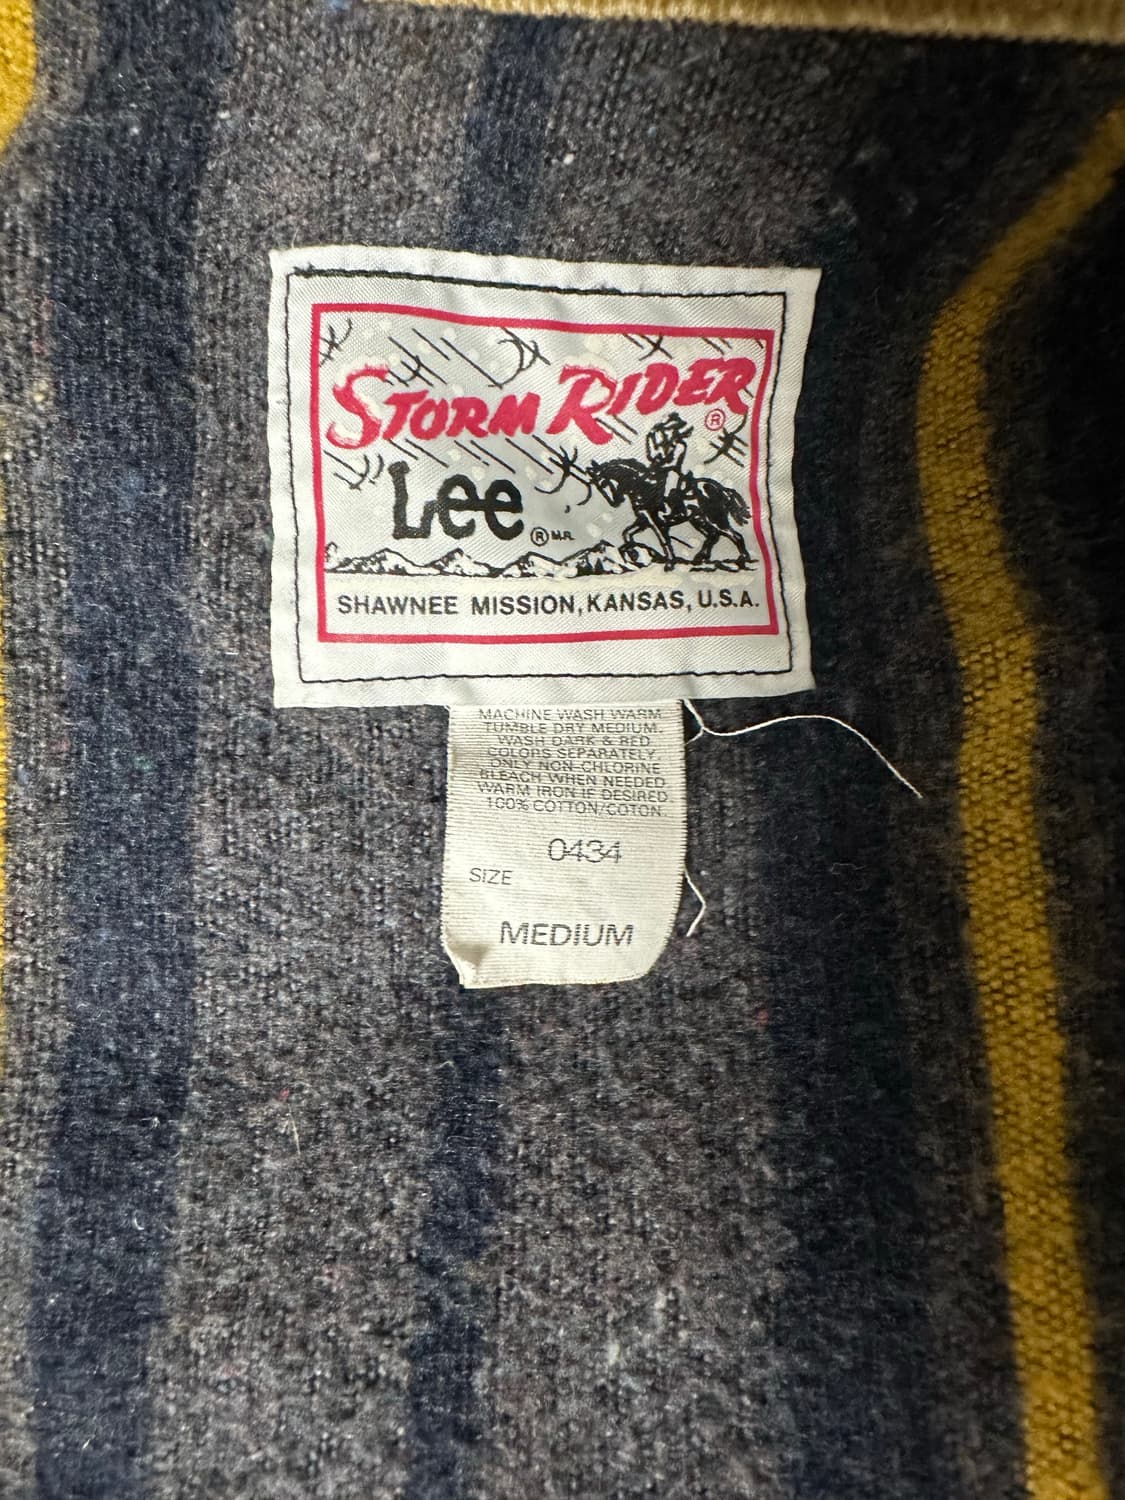 STORM RIDER ®
Lee ® M.R.
SHAWNEE MISSION, KANSAS, U.S.A.
MACHINE WASH WARM.
TUMBLE DRY MEDIUM.
WASH DARK, RED,
COLORS SEPARATELY.
ONLY NON-CHLORINE
BLEACH WHEN NEEDED
WARM IRON IF DESIRED
100% COTTON/COTON.
0434
SIZE
MEDIUM